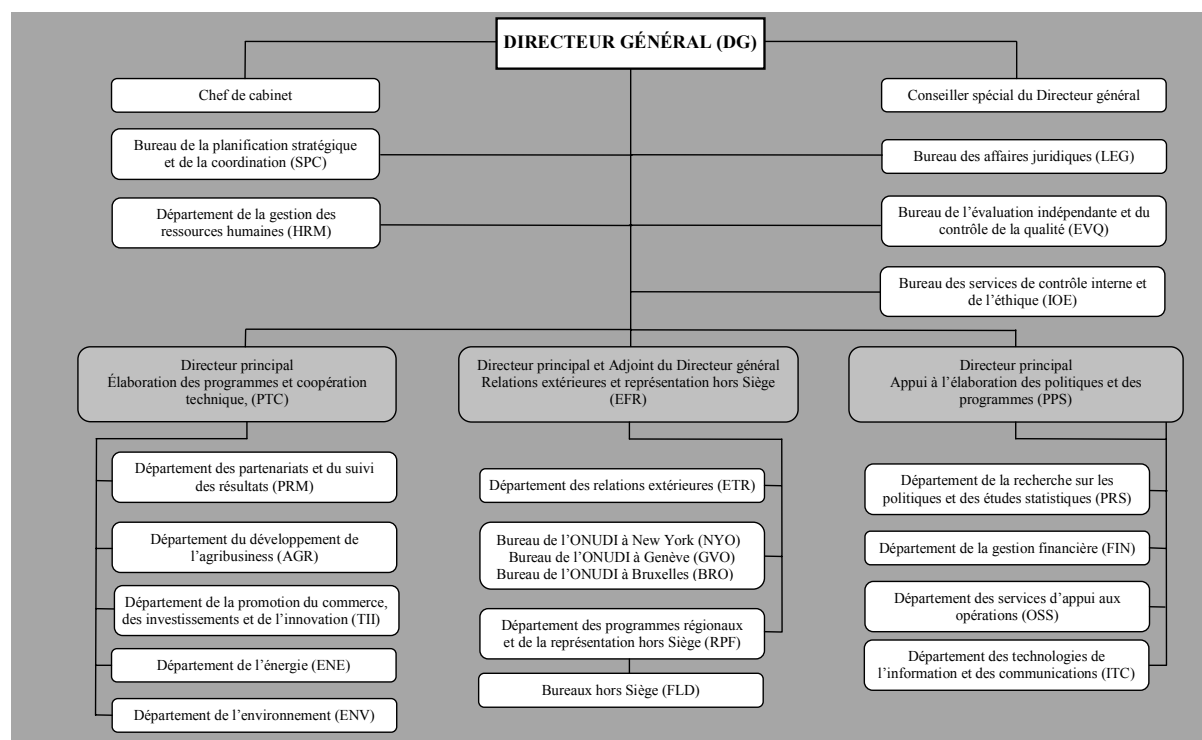 DIRECTEUR GÉNÉRAL (DG)
Chef de cabinet
Conseiller spécial du Directeur général
Bureau de la planification stratégique
et de la coordination (SPC)
Bureau des affaires juridiques (LEG)
Département de la gestion des
ressources humaines (HRM)
Bureau de l’évaluation indépendante et du
contrôle de la qualité (EVQ)
Bureau des services de contrôle interne et
de l’éthique (IOE)
Directeur principal
Élaboration des programmes et coopération
technique, (PTC)
Directeur principal et Adjoint du Directeur général
Relations extérieures et représentation hors Siège
(EFR)
Directeur principal
Appui à l’élaboration des politiques et des
programmes (PPS)
Département des partenariats et du suivi
des résultats (PRM)
Département du développement de
l’agribusiness (AGR)
Département de la promotion du commerce,
des investissements et de l’innovation (TII)
Département de l’énergie (ENE)
Département de l’environnement (ENV)
Département des relations extérieures (ETR)
Bureau de l’ONUDI à New York (NYO)
Bureau de l’ONUDI à Genève (GVO)
Bureau de l’ONUDI à Bruxelles (BRO)
Département des programmes régionaux
et de la représentation hors Siège (RPF)
Bureaux hors Siège (FLD)
Département de la recherche sur les
politiques et des études statistiques (PRS)
Département de la gestion financière (FIN)
Département des services d’appui aux
opérations (OSS)
Département des technologies de
l’information et des communications (ITC)